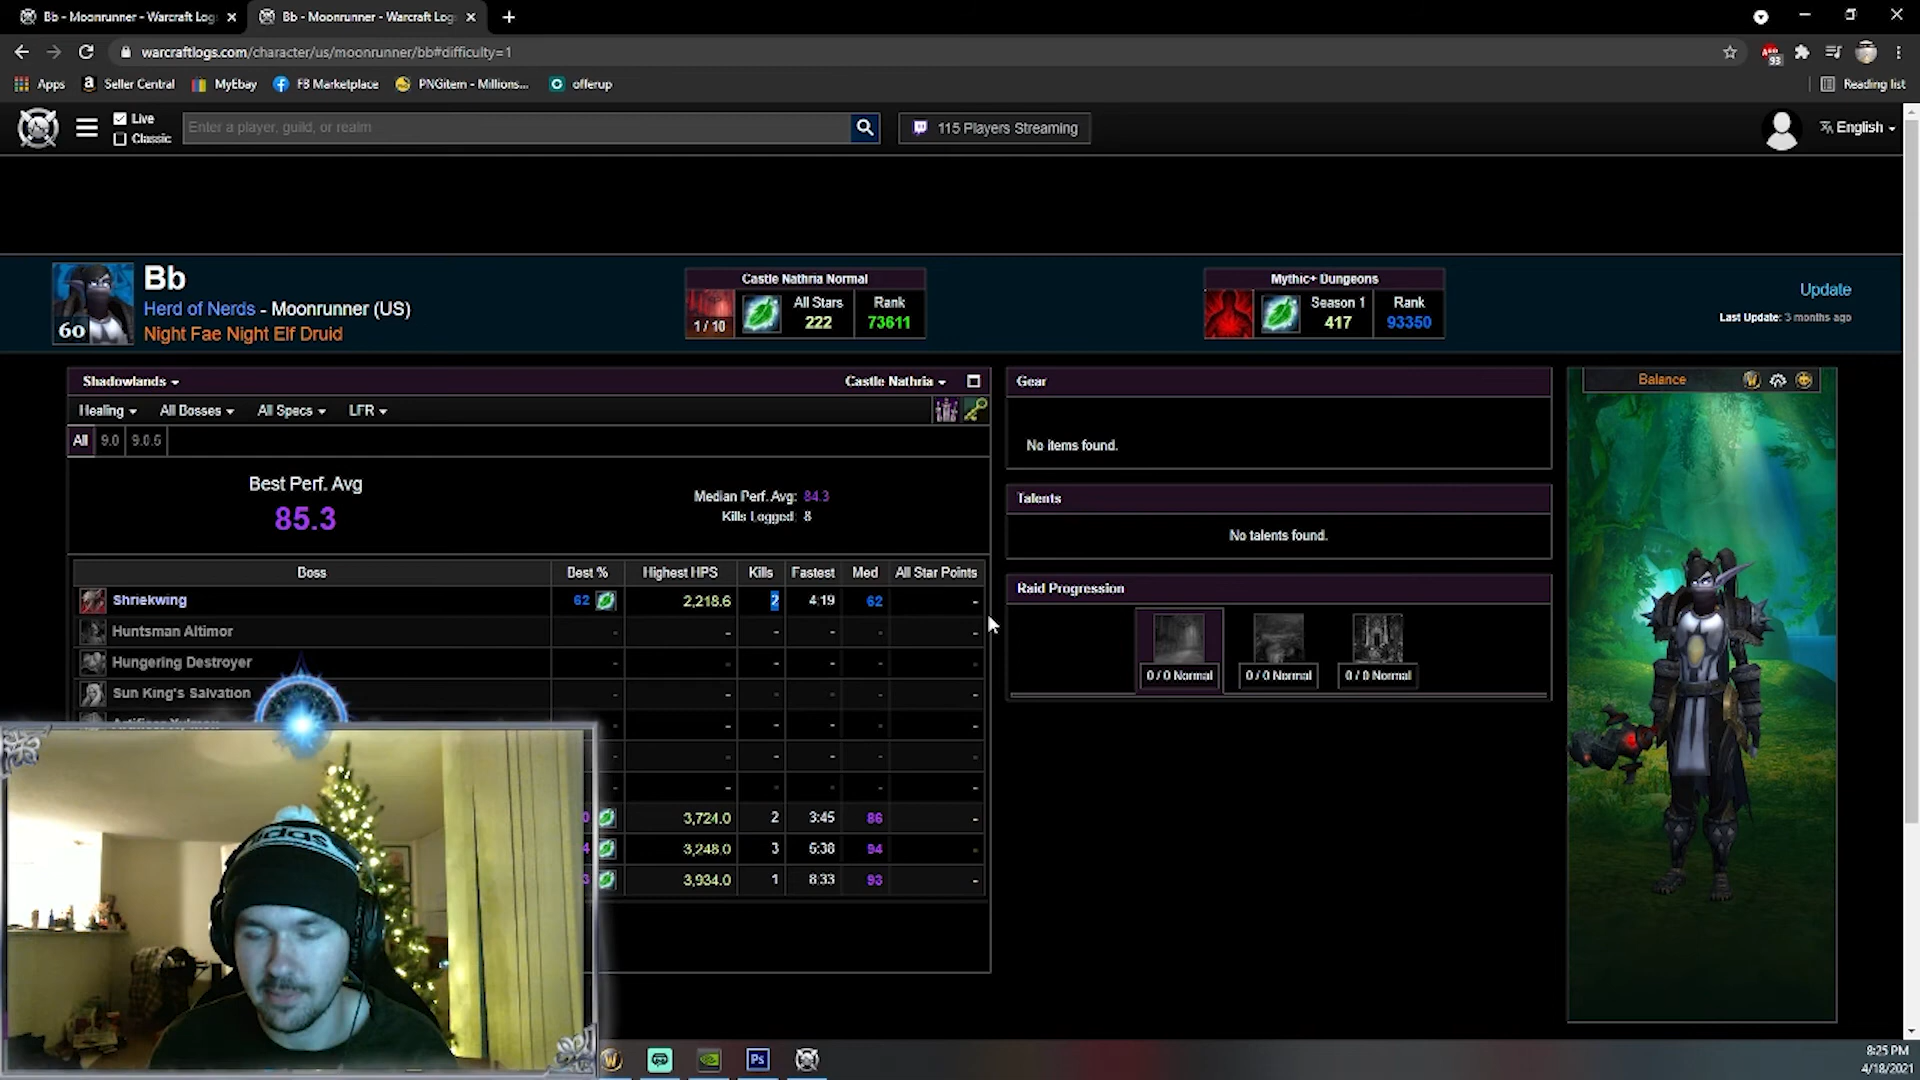 Bb - Moonrunner - Warcraft Log
Bb - Moonrunner - Warcraft Log
warcraftlogs.com/character/us/moonrunner/bb#difficulty=1
93
Apps
Seller Central
MyEbay
FB Marketplace
PNGitem - Millions...
offerup
Reading list
Live
Classic
Enter a player, guild, or realm
115 Players Streaming
English
60
Bb
Herd of Nerds - Moonrunner (US)
Night Fae Night Elf Druid
Castle Nathria Normal
1 / 10
All Stars
222
Rank
73611
Mythic+ Dungeons
Season 1
417
Rank
93350
Update
Last Update: 3 months ago
Shadowlands
Castle Nathria
Healing
All Bosses
All Specs
LFR
All
9.0
9.0.5
Best Perf. Avg
85.3
Median Perf. Avg: 84.3
Kills Logged: 8
Boss Best % Highest HPS Kills Fastest Med All Star Points
Shriekwing 62 2,218.6 2 4:19 62 -
Huntsman Altimor - - - - - -
Hungering Destroyer - - - - - -
Sun King's Salvation - - - - - -
- - - - - -
- - - - - -
- - - - - -
3,724.0 2 3:45 86 -
4 3,248.0 3 5:38 94 -
3 3,934.0 1 8:33 93 -
Gear
No items found.
Talents
No talents found.
Raid Progression
0 / 0 Normal
0 / 0 Normal
0 / 0 Normal
Balance
adidas
Ps
8:25 PM
4/18/2021